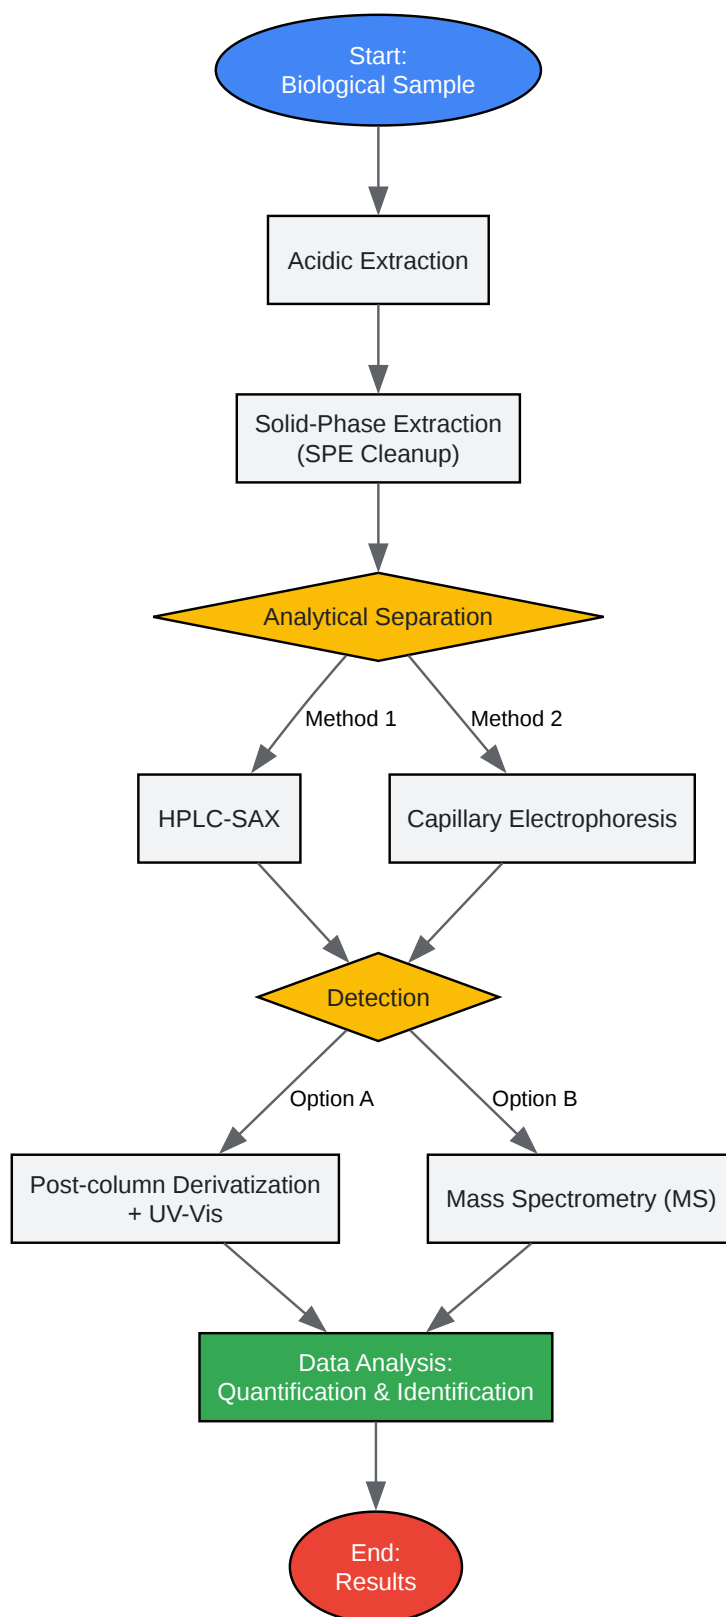 Start:
Biological Sample
Acidic Extraction
Solid-Phase Extraction
(SPE Cleanup)
Analytical Separation
Method 1
Method 2
HPLC-SAX
Capillary Electrophoresis
Detection
Option A
Option B
Post-column Derivatization
+ UV-Vis
Mass Spectrometry (MS)
Data Analysis:
Quantification & Identification
End:
Results